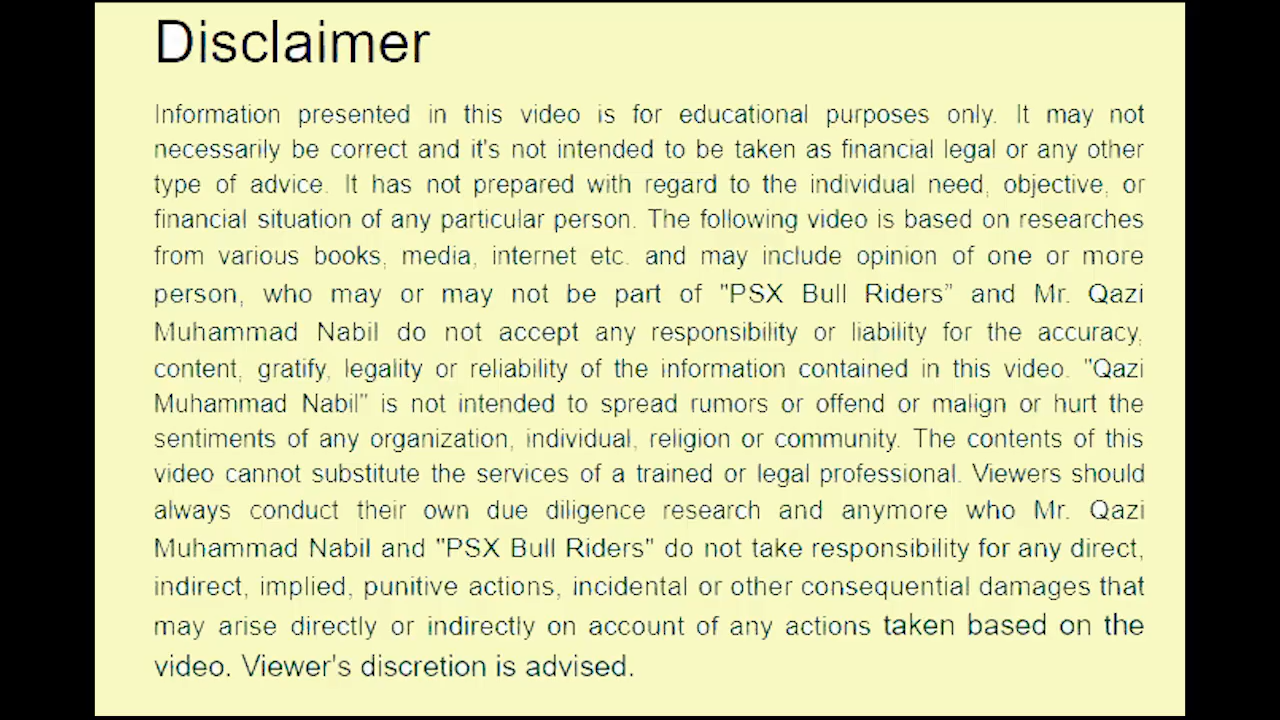 Disclaimer
Information presented in this video is for educational purposes only. It may not
necessarily be correct and it's not intended to be taken as financial legal or any other
type of advice. It has not prepared with regard to the individual need, objective, or
financial situation of any particular person. The following video is based on researches
from various books, media, internet etc. and may include opinion of one or more
person, who may or may not be part of "PSX Bull Riders" and Mr. Qazi
Muhammad Nabil do not accept any responsibility or liability for the accuracy,
content, gratify, legality or reliability of the information contained in this video. "Qazi
Muhammad Nabil" is not intended to spread rumors or offend or malign or hurt the
sentiments of any organization, individual, religion or community. The contents of this
video cannot substitute the services of a trained or legal professional. Viewers should
always conduct their own due diligence research and anymore who Mr. Qazi
Muhammad Nabil and "PSX Bull Riders" do not take responsibility for any direct,
indirect, implied, punitive actions, incidental or other consequential damages that
may arise directly or indirectly on account of any actions taken based on the
video. Viewer's discretion is advised.